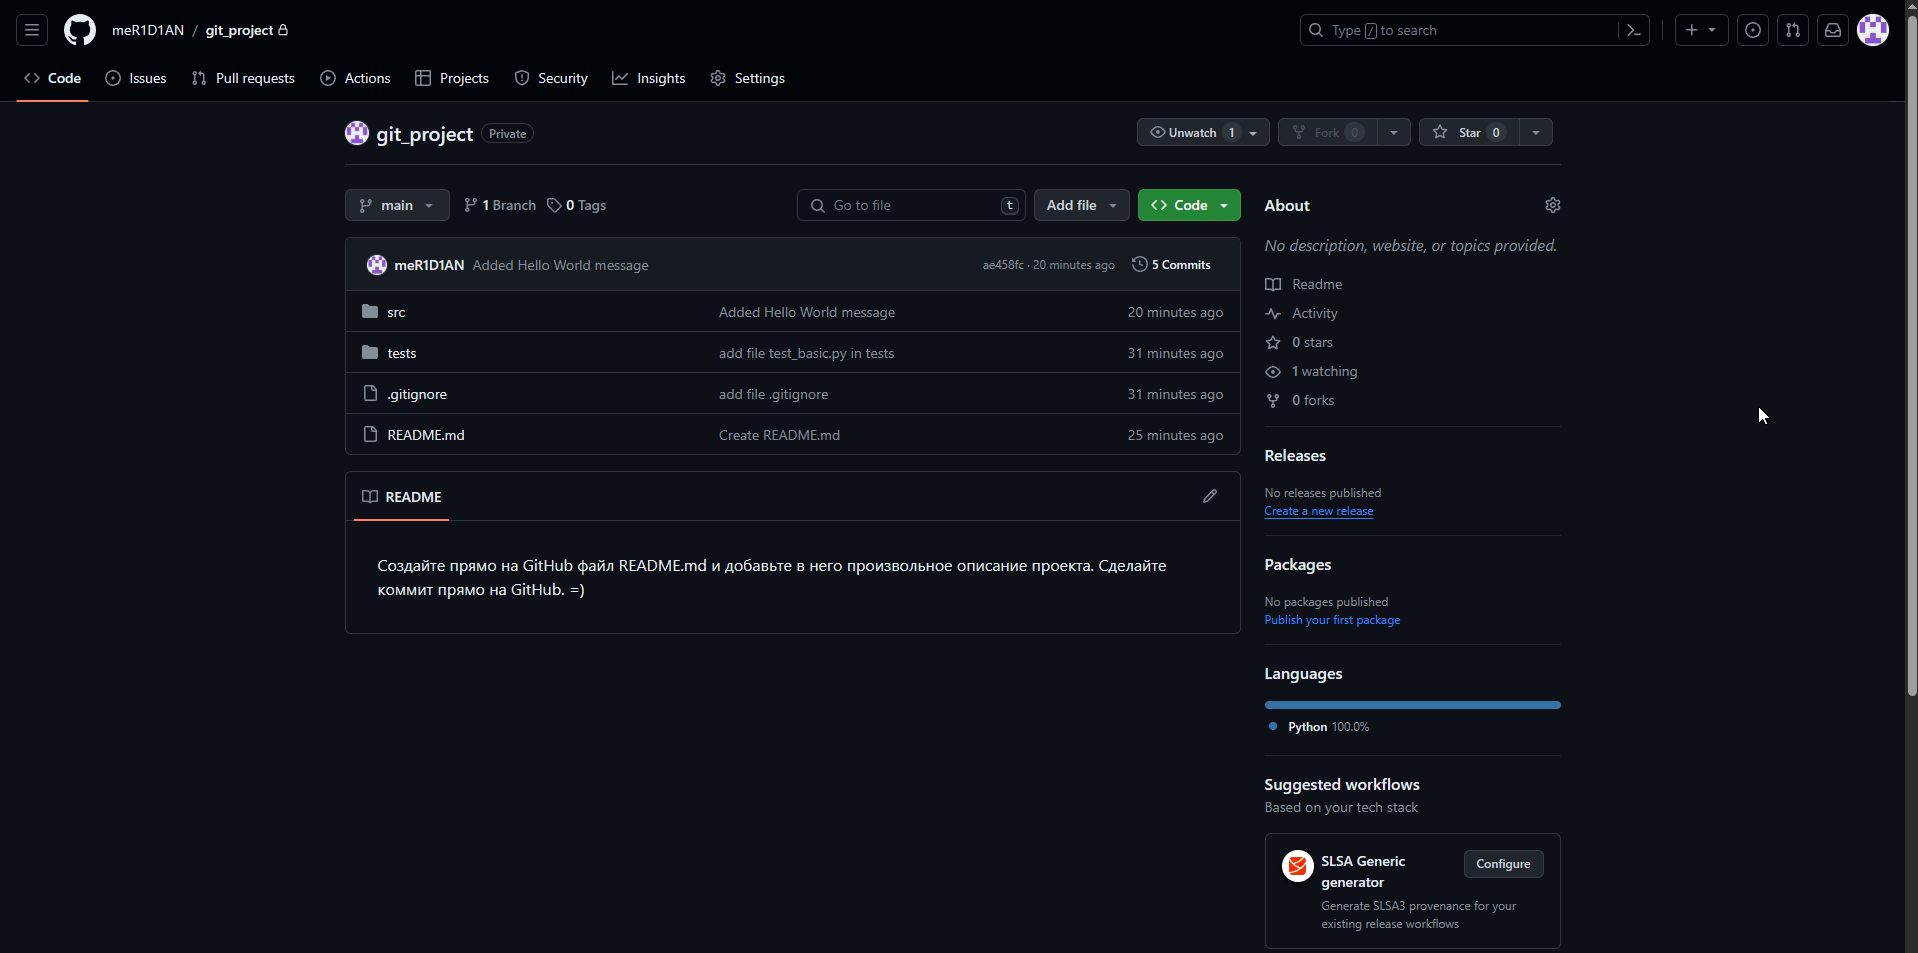 meR1D1AN / git_project
Type / to search
Code
Issues
Pull requests
Actions
Projects
Security
Insights
Settings
git_project Private
Unwatch 1
Fork 0
Star 0
main
1 Branch
0 Tags
Go to file t
Add file
Code
meR1D1AN Added Hello World message ae458fc · 20 minutes ago 5 Commits
src Added Hello World message 20 minutes ago
tests add file test_basic.py in tests 31 minutes ago
.gitignore add file .gitignore 31 minutes ago
README.md Create README.md 25 minutes ago
README
Создайте прямо на GitHub файл README.md и добавьте в него произвольное описание проекта. Сделайте
коммит прямо на GitHub. =)
About
No description, website, or topics provided.
Readme
Activity
0 stars
1 watching
0 forks
Releases
No releases published
Create a new release
Packages
No packages published
Publish your first package
Languages
Python 100.0%
Suggested workflows
Based on your tech stack
SLSA Generic
generator
Configure
Generate SLSA3 provenance for your
existing release workflows